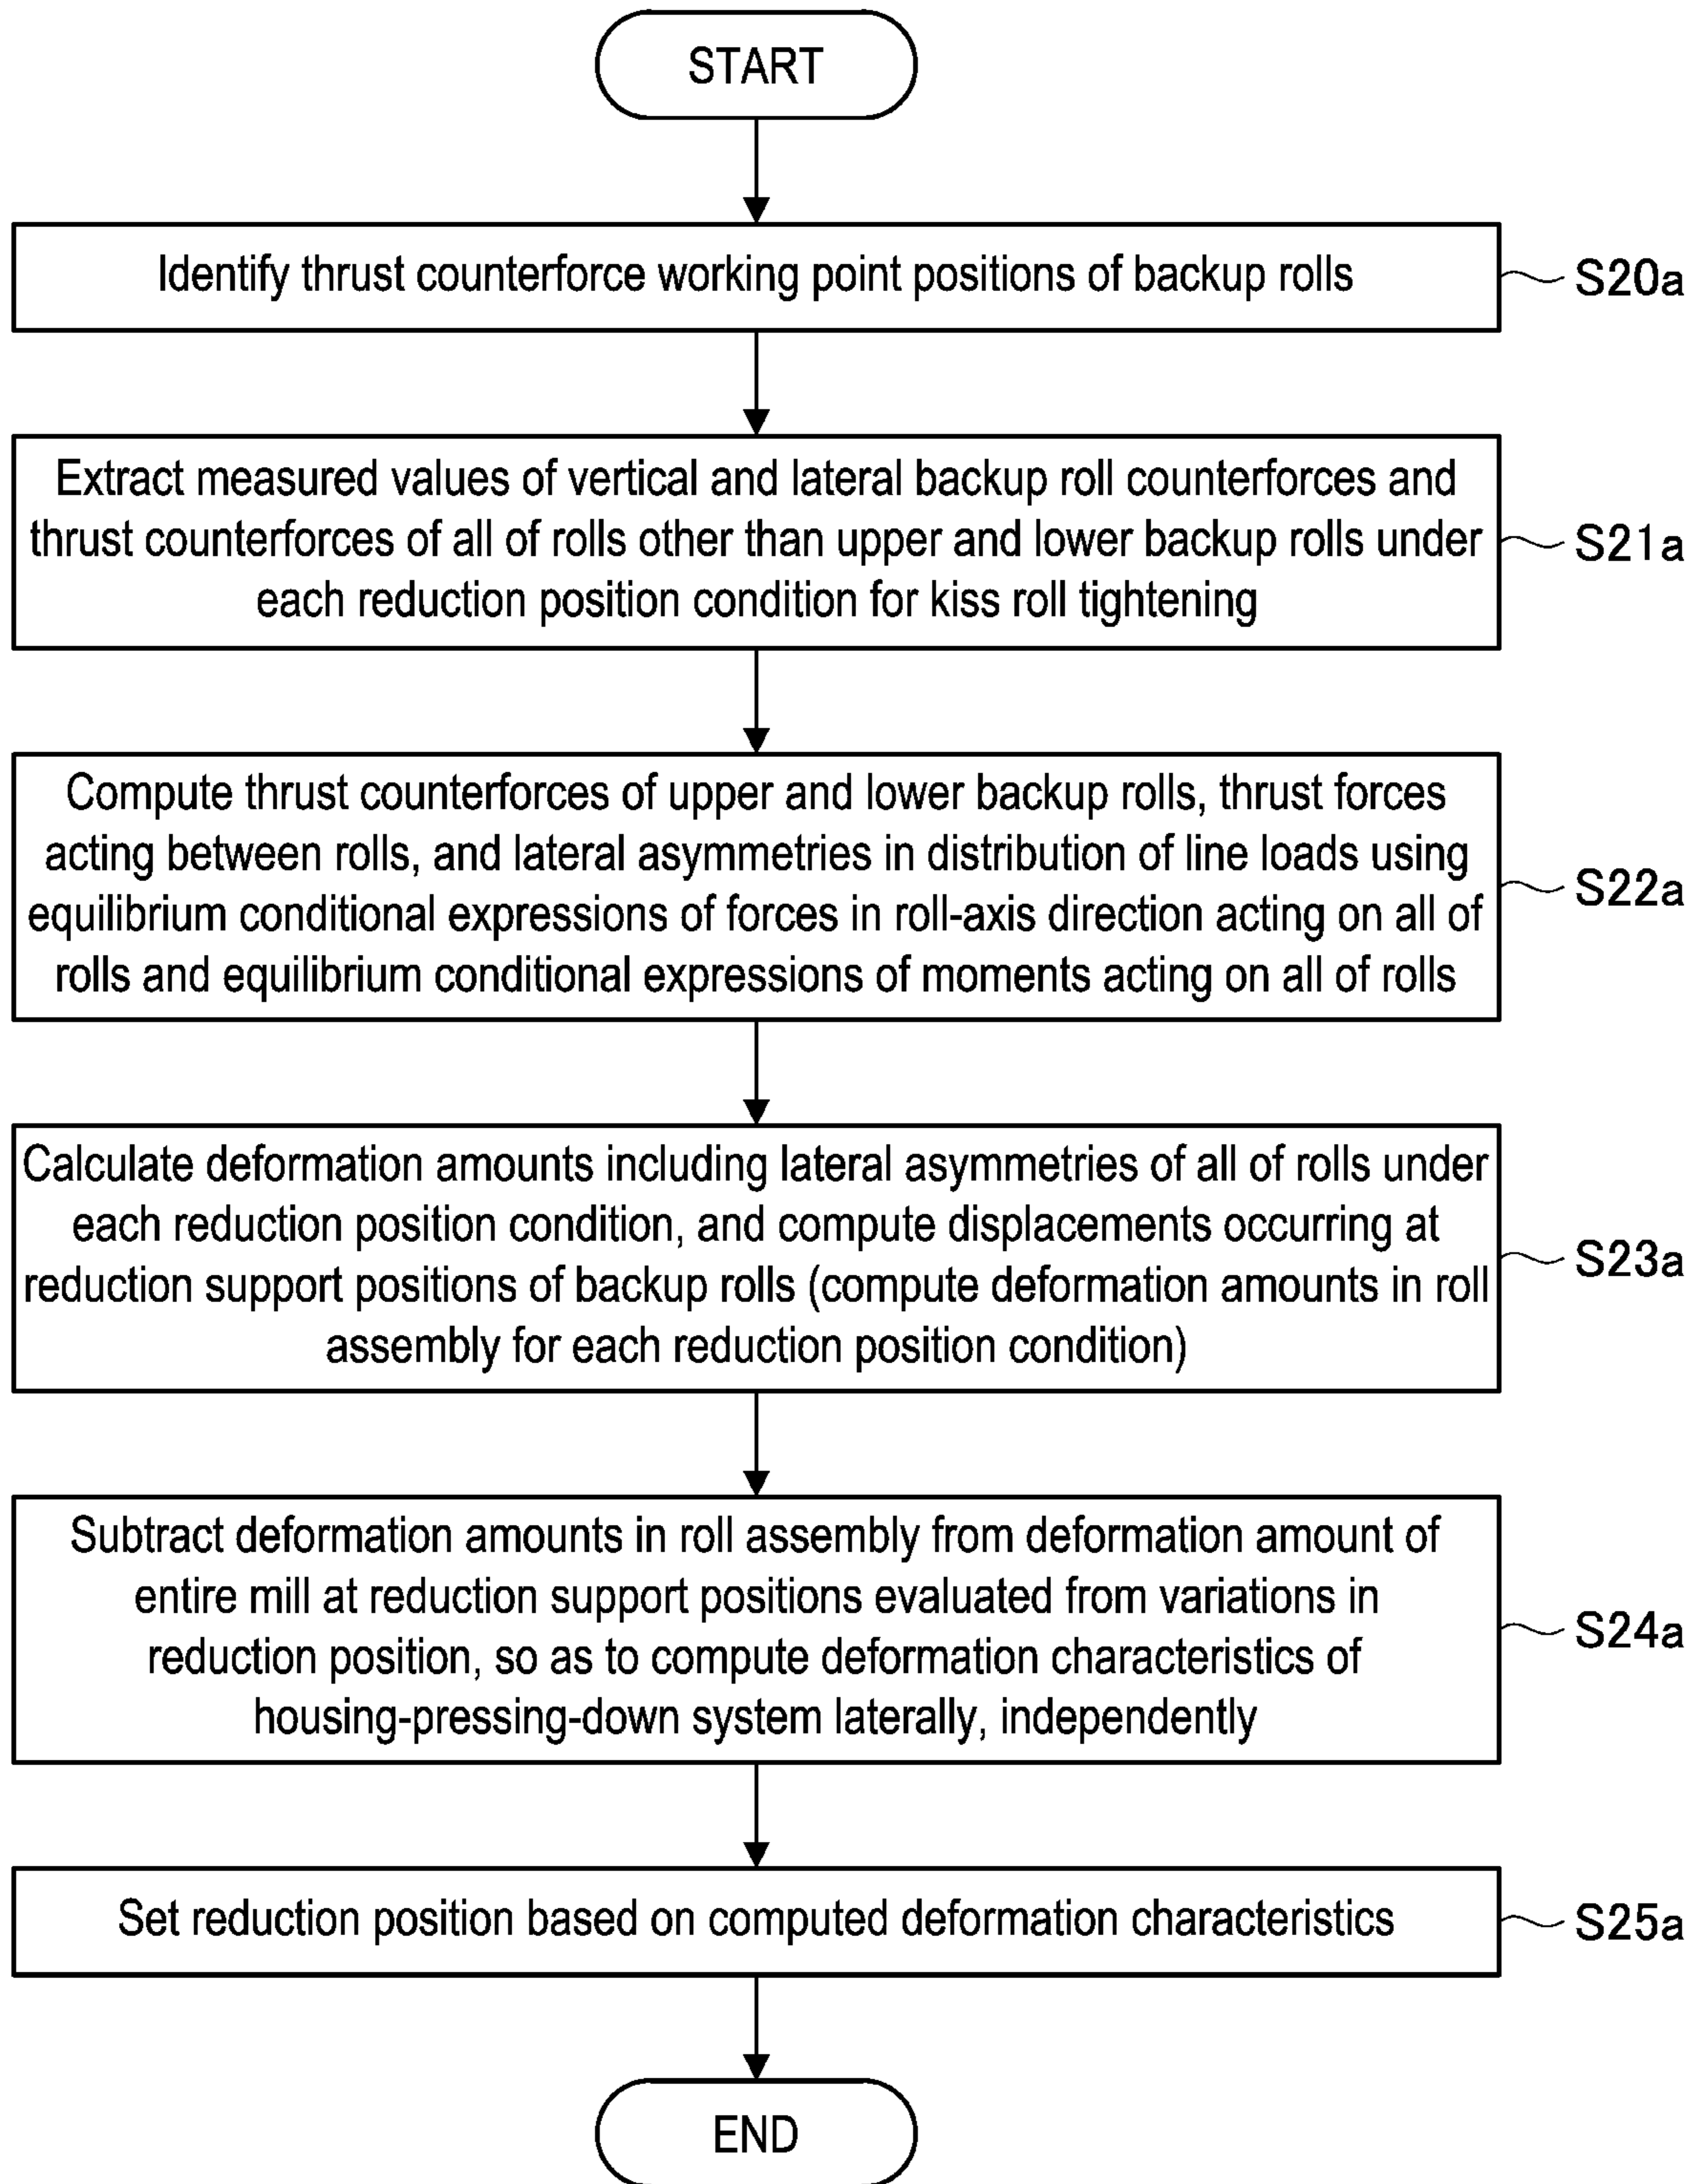 START
Identify thrust counterforce working point positions of backup rolls
S20a
Extract measured values of vertical and lateral backup roll counterforces and
thrust counterforces of all of rolls other than upper and lower backup rolls under
each reduction position condition for kiss roll tightening
S21a
Compute thrust counterforces of upper and lower backup rolls, thrust forces
acting between rolls, and lateral asymmetries in distribution of line loads using
equilibrium conditional expressions of forces in roll-axis direction acting on all of
rolls and equilibrium conditional expressions of moments acting on all of rolls
S22a
Calculate deformation amounts including lateral asymmetries of all of rolls under
each reduction position condition, and compute displacements occurring at
reduction support positions of backup rolls (compute deformation amounts in roll
assembly for each reduction position condition)
S23a
Subtract deformation amounts in roll assembly from deformation amount of
entire mill at reduction support positions evaluated from variations in
reduction position, so as to compute deformation characteristics of
housing-pressing-down system laterally, independently
S24a
Set reduction position based on computed deformation characteristics
S25a
END